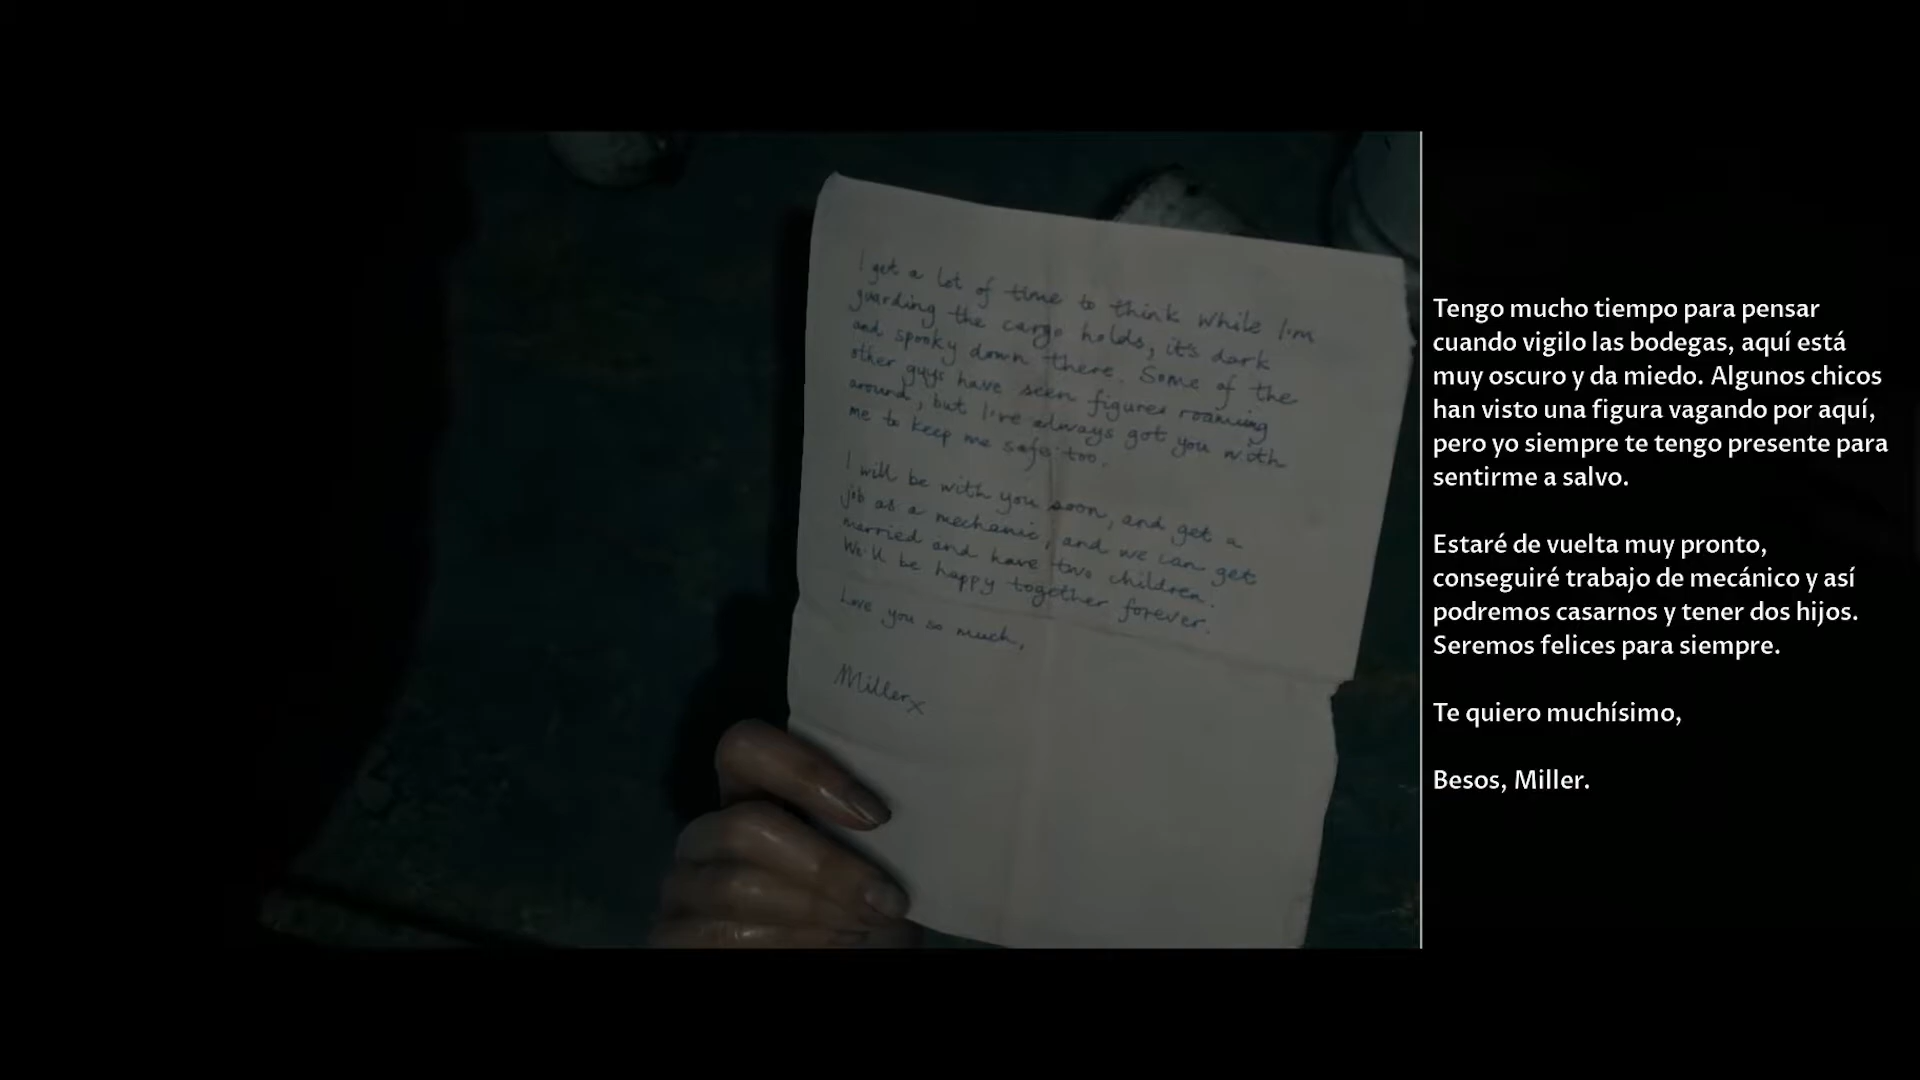 I get a lot of time to think while I'm
guarding the cargo holds, it's dark
and spooky down there. Some of the
other guys have seen figures roaming
around, but I've always got you with
me to keep me safe too.
I will be with you soon, and get a
job as a mechanic, and we can get
married and have two children.
We'll be happy together forever.
Love you so much,
Miller x
Tengo mucho tiempo para pensar
cuando vigilo las bodegas, aquí está
muy oscuro y da miedo. Algunos chicos
han visto una figura vagando por aquí,
pero yo siempre te tengo presente para
sentirme a salvo.
Estaré de vuelta muy pronto,
conseguiré trabajo de mecánico y así
podremos casarnos y tener dos hijos.
Seremos felices para siempre.
Te quiero muchísimo,
Besos, Miller.